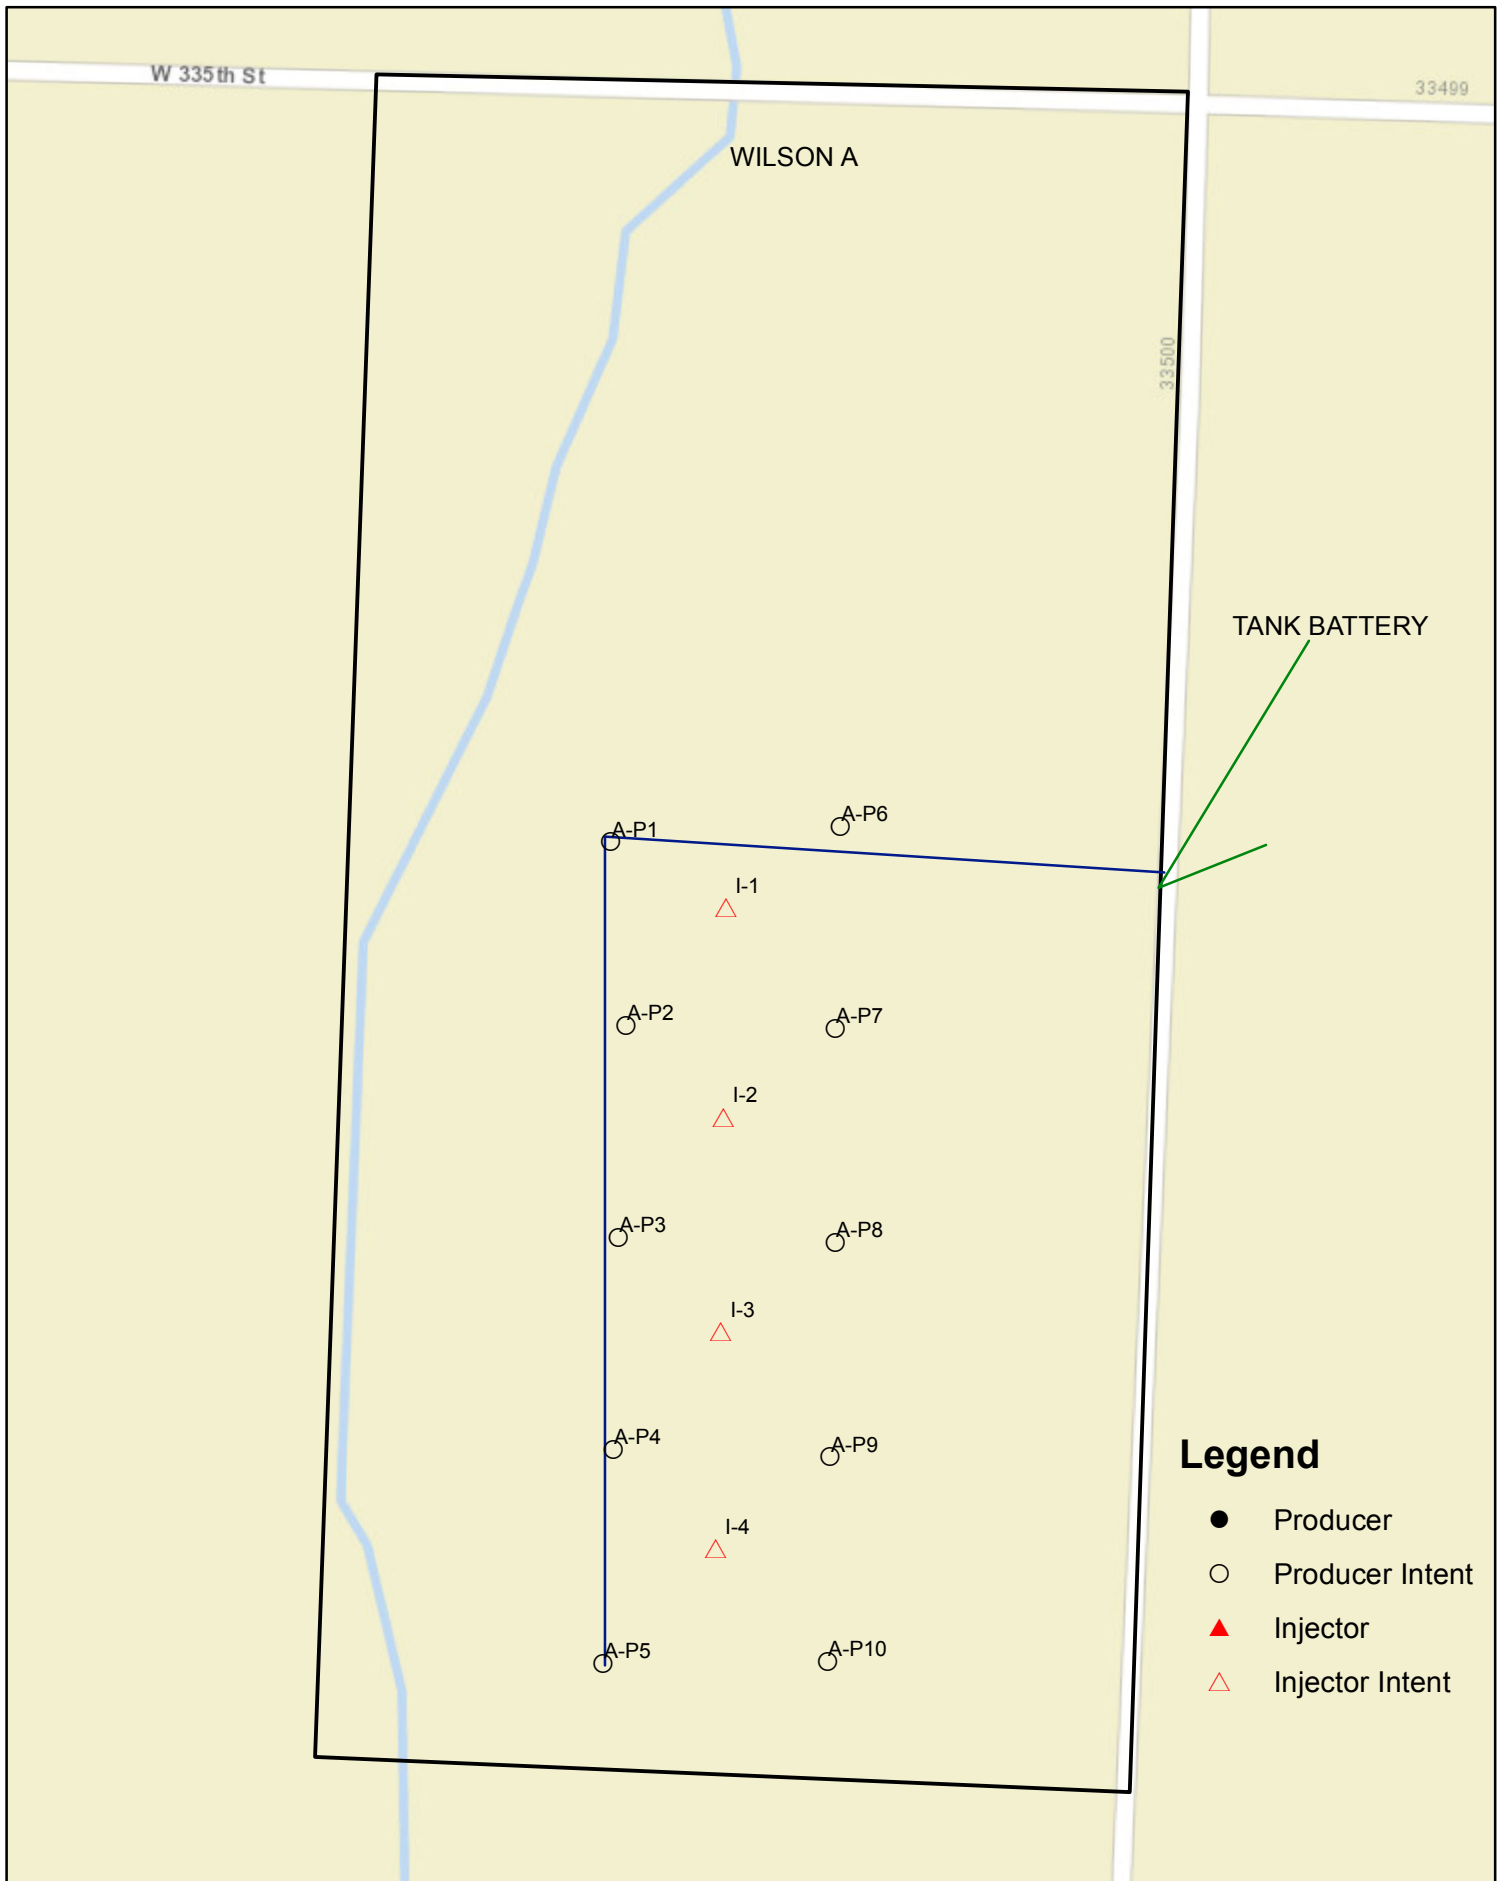 W 335th St
33499
WILSON A
33500
TANK BATTERY
A-P6
A-P1
I-1
A-P2
A-P7
I-2
A-P3
A-P8
I-3
A-P4
A-P9
I-4
A-P5
A-P10
Legend
Producer
Producer Intent
Injector
Injector Intent